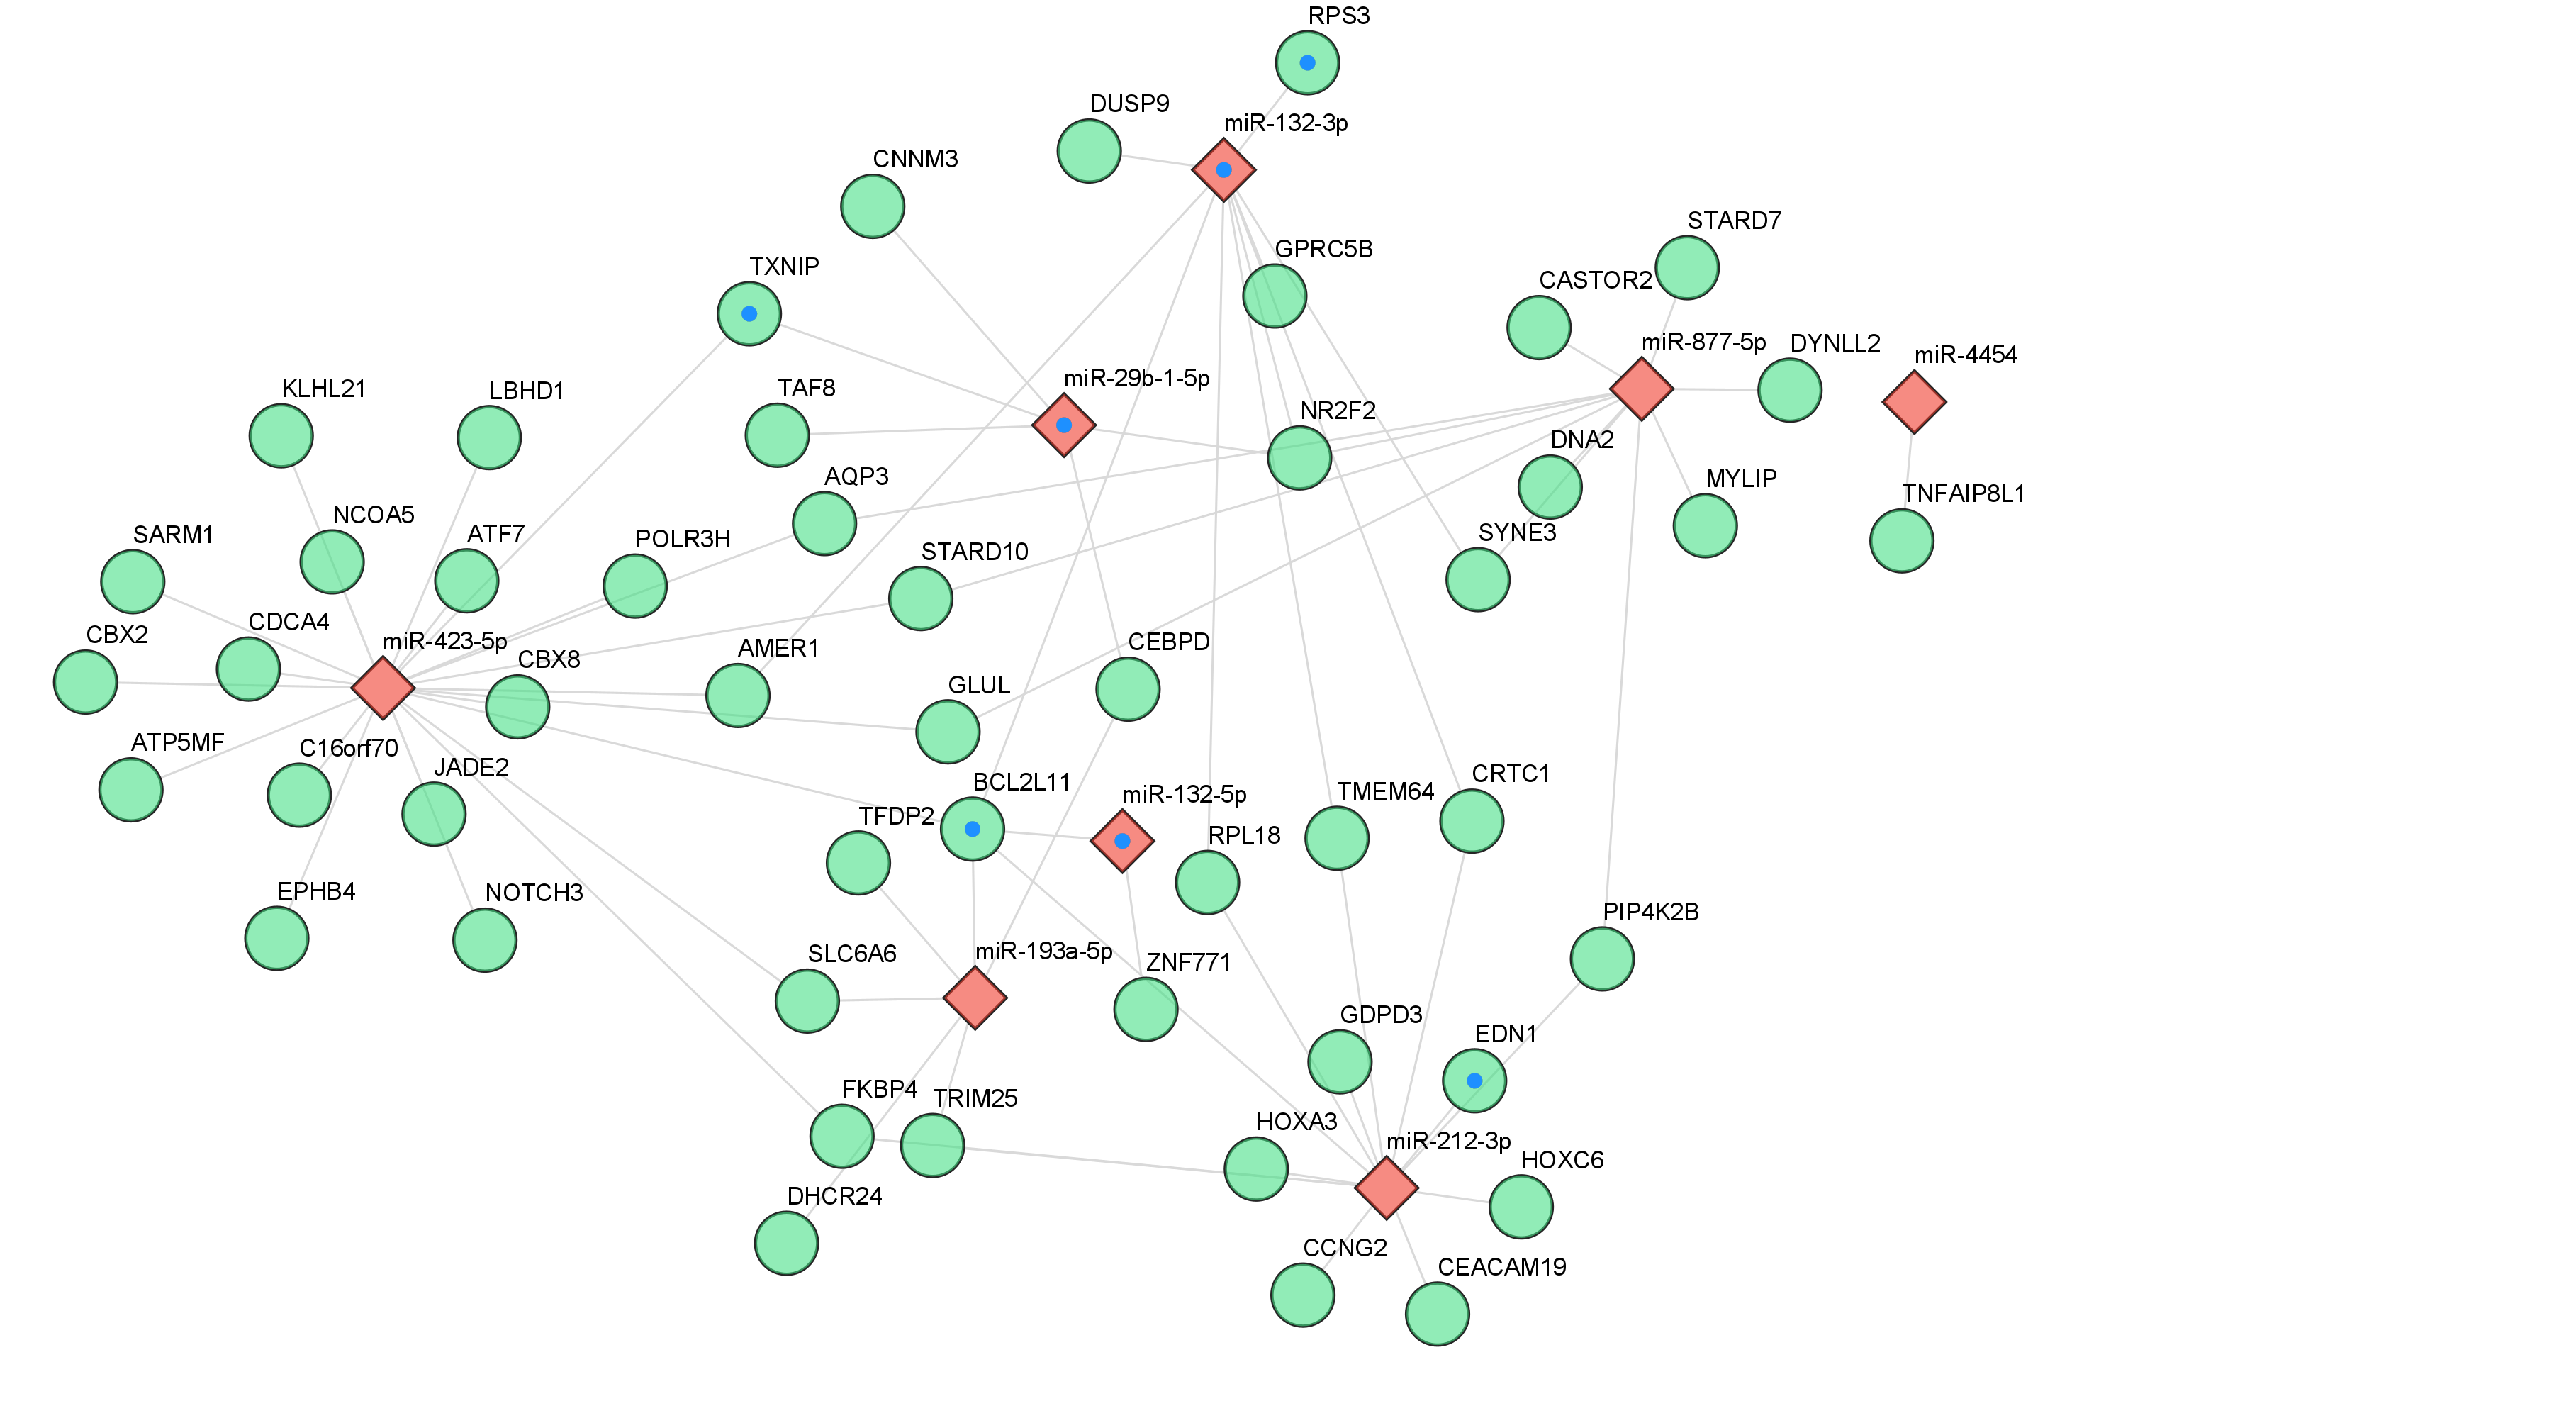 RPS3
DUSP9
miR-132-3p
CNNM3
STARD7
GPRC5B
TXNIP
CASTOR2
miR-877-5p
DYNLL2
miR-4454
miR-29b-1-5p
KLHL21
LBHD1
TAF8
NR2F2
DNA2
AQP3
MYLIP
TNFAIP8L1
NCOA5
SARM1
ATF7
POLR3H
SYNE3
STARD10
CDCA4
CBX2
miR-423-5p
CEBPD
AMER1
CBX8
GLUL
ATP5MF
C16orf70
JADE2
CRTC1
BCL2L11
TMEM64
miR-132-5p
TFDP2
RPL18
EPHB4
NOTCH3
PIP4K2B
miR-193a-5p
SLC6A6
ZNF771
GDPD3
EDN1
FKBP4
TRIM25
HOXA3
miR-212-3p
HOXC6
DHCR24
CCNG2
CEACAM19